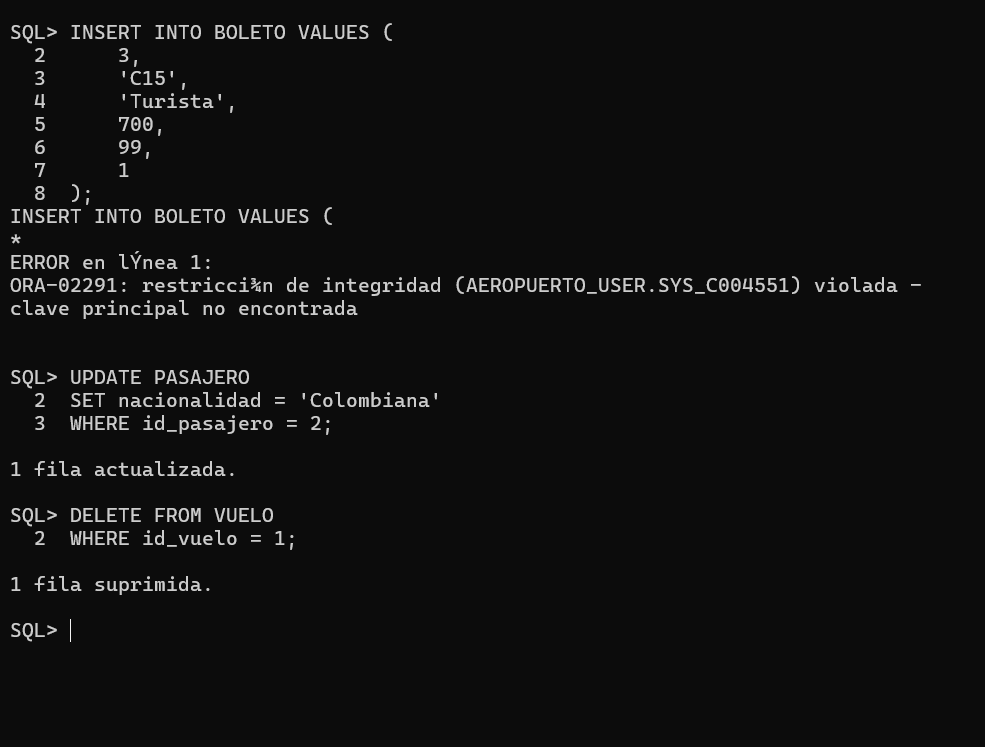 SQL> INSERT INTO BOLETO VALUES (
  2      3,
  3      'C15',
  4      'Turista',
  5      700,
  6      99,
  7      1
  8  );
INSERT INTO BOLETO VALUES (
*
ERROR en lÝnea 1:
ORA-02291: restricci¾n de integridad (AEROPUERTO_USER.SYS_C004551) violada -
clave principal no encontrada
SQL> UPDATE PASAJERO
  2  SET nacionalidad = 'Colombiana'
  3  WHERE id_pasajero = 2;
1 fila actualizada.
SQL> DELETE FROM VUELO
  2  WHERE id_vuelo = 1;
1 fila suprimida.
SQL>